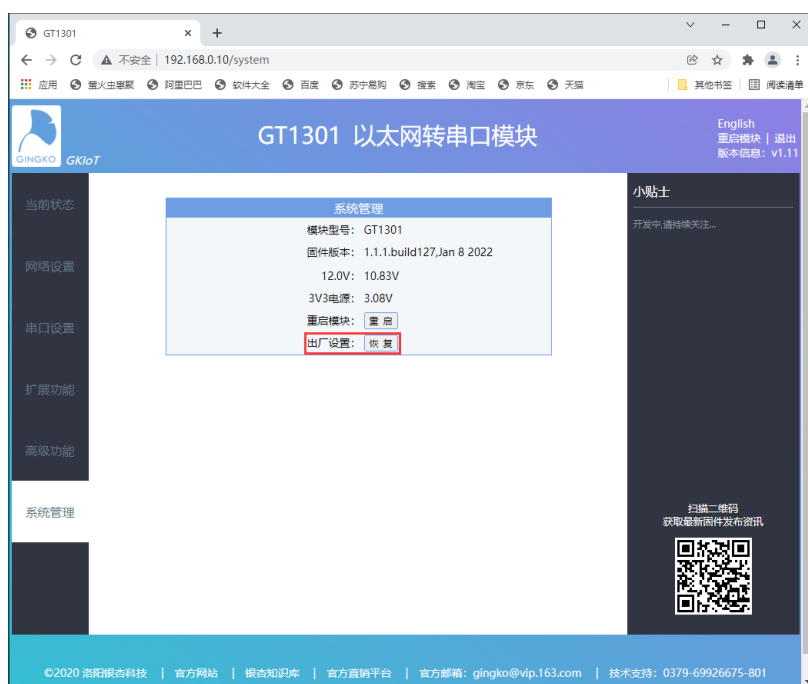 GT1301
不安全 | 192.168.0.10/system
应用 萤火虫惠聚 阿里巴巴 软件大全 百度 苏宁易购 搜索 淘宝 京东 天猫 其他书签 阅读清单
GINGKO GKIoT
GT1301 以太网转串口模块
English
重启模块 | 退出
版本信息: v1.11
当前状态
网络设置
串口设置
扩展功能
高级功能
系统管理
系统管理
模块型号: GT1301
固件版本: 1.1.1.build127,Jan 8 2022
12.0V: 10.83V
3V3电源: 3.08V
重启模块: 重 启
出厂设置: 恢 复
小贴士
开发中,请持续关注...
扫描二维码
获取最新固件发布资讯
©2020 洛阳银杏科技 | 官方网站 | 银杏知识库 | 官方直销平台 | 官方邮箱: gingko@vip.163.com | 技术支持: 0379-69926675-801